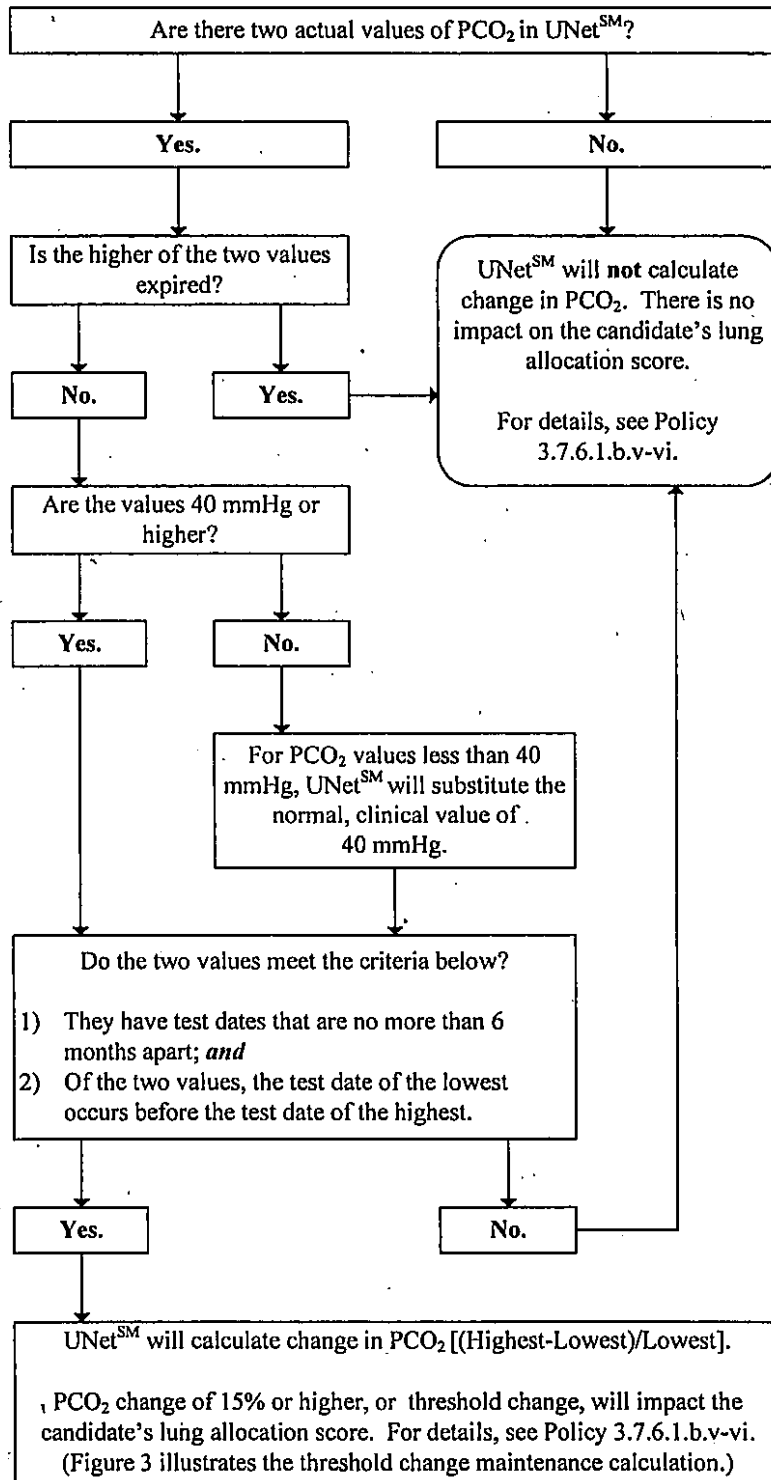 Are there two actual values of PCO₂ in UNet^SM?
Yes.
No.
Is the higher of the two values
expired?
UNet^SM will not calculate
change in PCO₂. There is no
impact on the candidate's lung
allocation score.
For details, see Policy
3.7.6.1.b.v-vi.
No.
Yes.
Are the values 40 mmHg or
higher?
Yes.
No.
For PCO₂ values less than 40
mmHg, UNet^SM will substitute the
normal, clinical value of
40 mmHg.
Do the two values meet the criteria below?
1) They have test dates that are no more than 6
months apart; and
2) Of the two values, the test date of the lowest
occurs before the test date of the highest.
Yes.
No.
UNet^SM will calculate change in PCO₂ [(Highest-Lowest)/Lowest].
PCO₂ change of 15% or higher, or threshold change, will impact the
candidate's lung allocation score. For details, see Policy 3.7.6.1.b.v-vi.
(Figure 3 illustrates the threshold change maintenance calculation.)